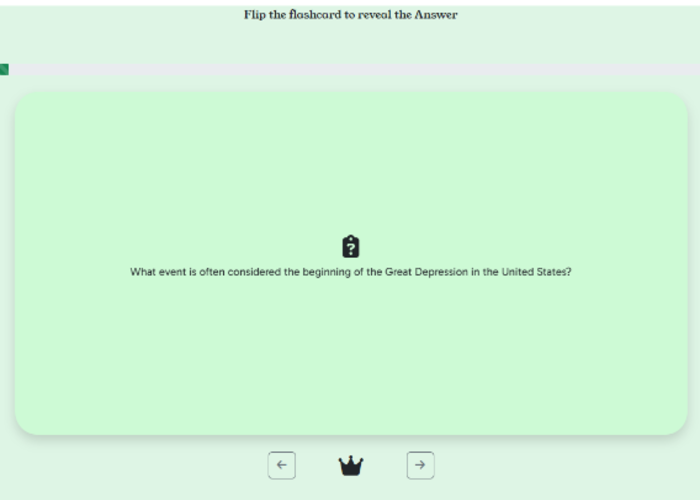 Flip the flashcard to reveal the Answer
What event is often considered the beginning of the Great Depression in the United States?